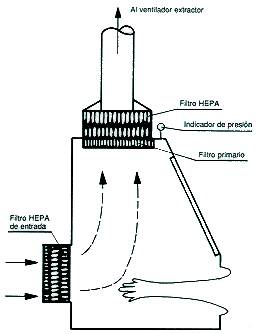 Al ventilador extractor
Filtro HEPA
Indicador de presión
Filtro primario
Filtro HEPA
de entrada